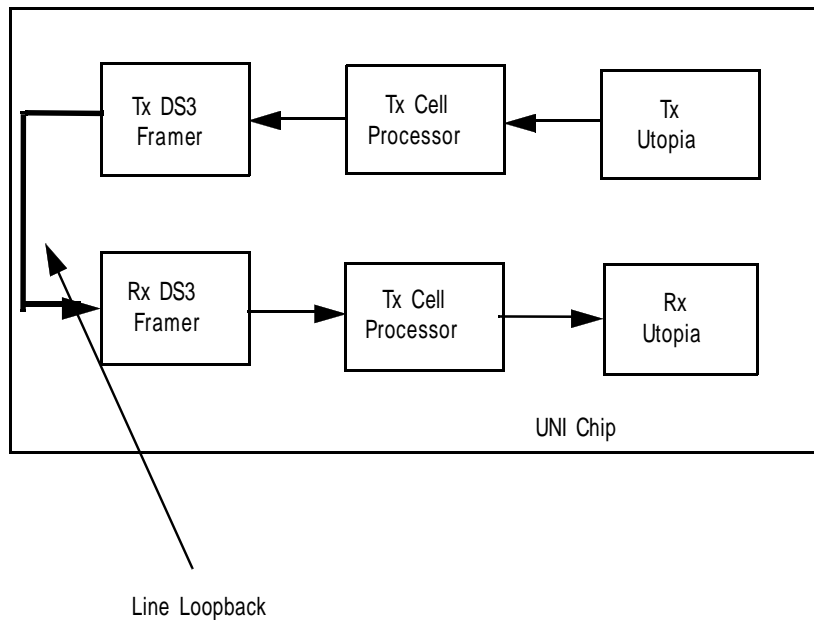 Tx DS3
Framer
Tx Cell
Processor
Tx
Utopia
Rx DS3
Framer
Tx Cell
Processor
Rx
Utopia
UNI Chip
Line Loopback